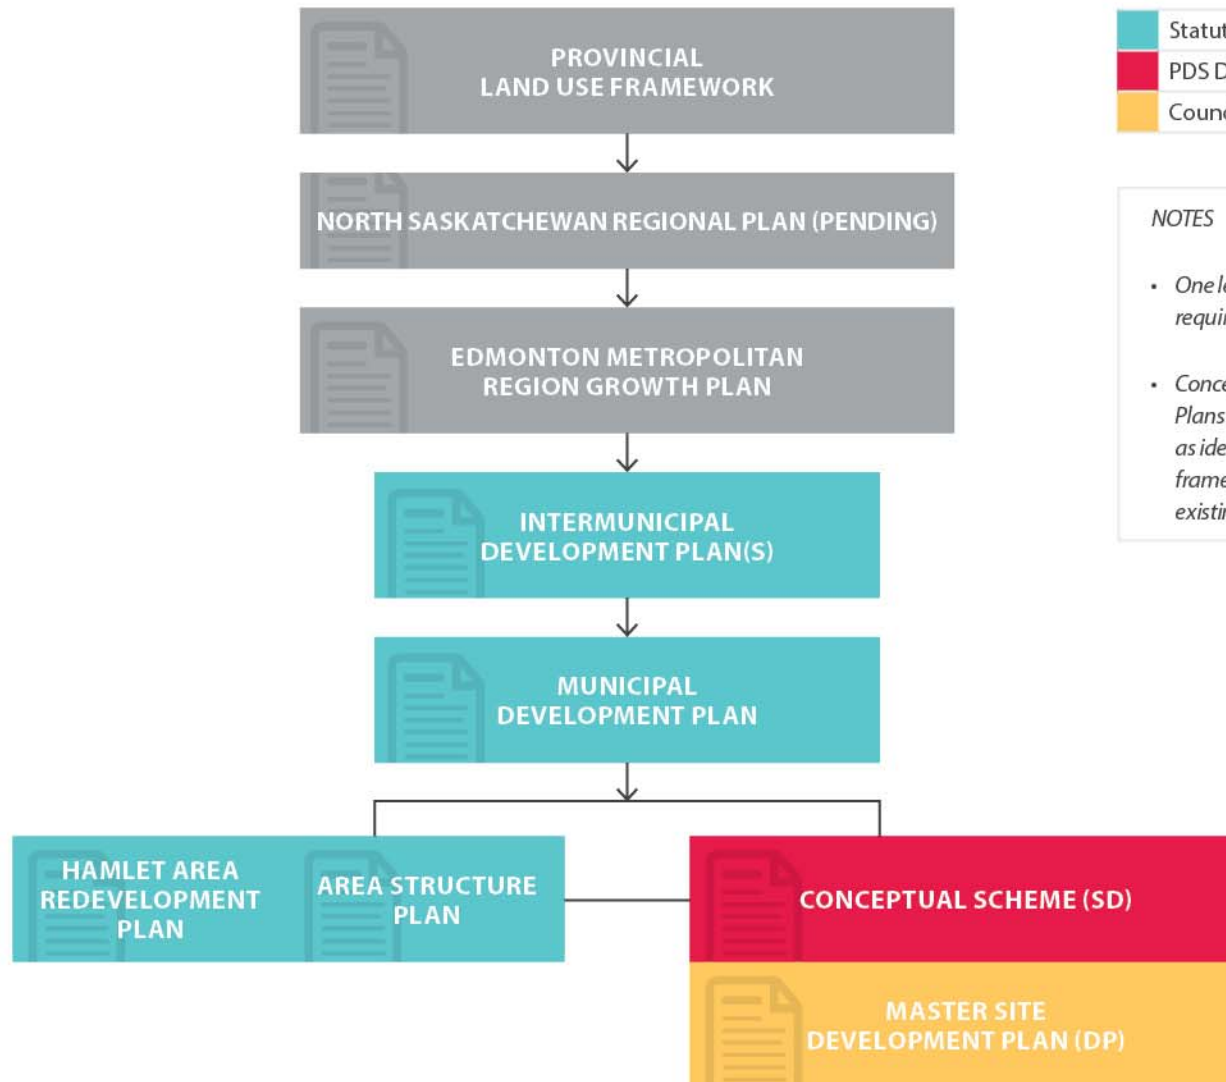 PROVINCIAL
LAND USE FRAMEWORK
NORTH SASKATCHEWAN REGIONAL PLAN (PENDING)
EDMONTON METROPOLITAN
REGION GROWTH PLAN
INTERMUNICIPAL
DEVELOPMENT PLAN(S)
MUNICIPAL
DEVELOPMENT PLAN
HAMLET AREA
REDEVELOPMENT
PLAN
AREA STRUCTURE
PLAN
CONCEPTUAL SCHEME (SD)
MASTER SITE
DEVELOPMENT PLAN (DP)
PDS
NOTES
• One
•
Plans